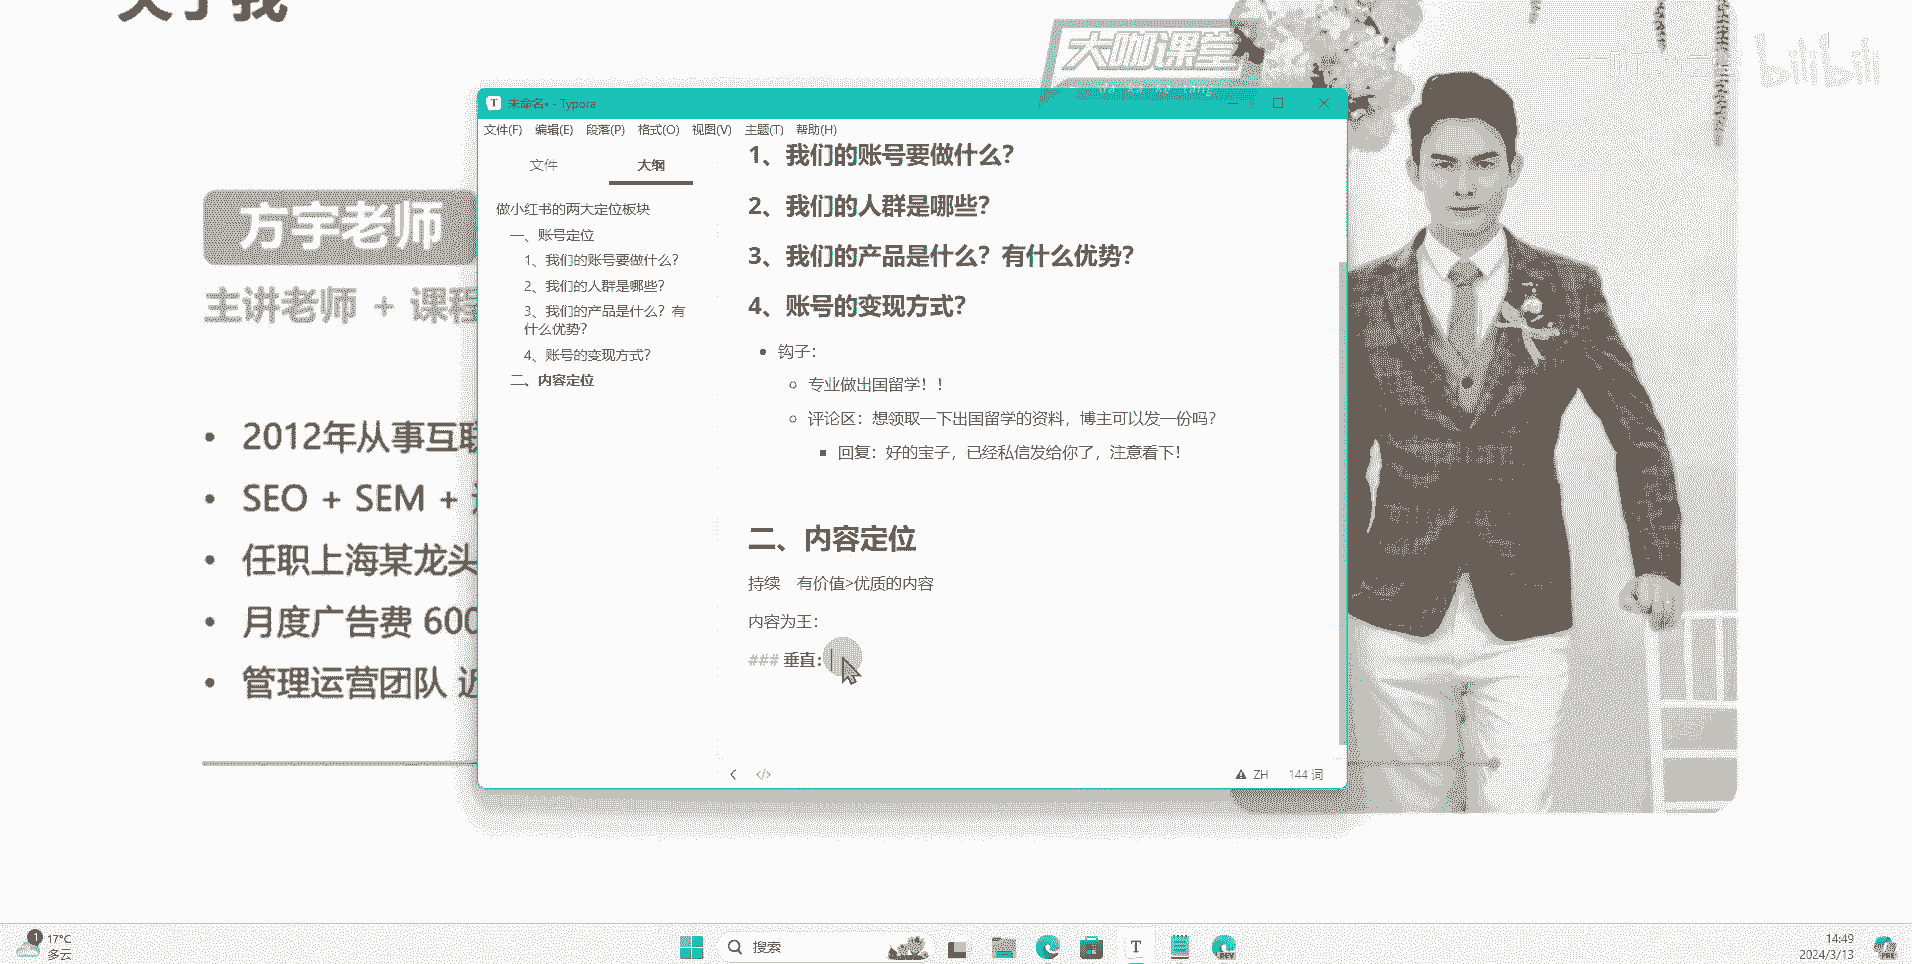 关于我
大咖课堂
bilibili
方宇老师
主讲老师 + 课程
2012年从事互联
SEO + SEM +
任职上海某龙头
月度广告费 600
管理运营团队 近
T 未命名• - Typora
文件(F) 编辑(E) 段落(P) 格式(O) 视图(V) 主题(T) 帮助(H)
文件 大纲
做小红书的两大定位板块
一、账号定位
1、我们的账号要做什么？
2、我们的人群是哪些？
3、我们的产品是什么？有
什么优势？
4、账号的变现方式？
二、内容定位
1、我们的账号要做什么？
2、我们的人群是哪些？
3、我们的产品是什么？有什么优势？
4、账号的变现方式？
钩子：
专业做出国留学！！
评论区：想领取一下出国留学的资料，博主可以发一份吗？
回复：好的宝子，已经私信发给你了，注意看下！
二、内容定位
持续 有价值>优质的内容
内容为王：
### 垂直：
</> ZH 144 词
1 17°C
多云
搜索
T
DEV
14:49
2024/3/13
PRE